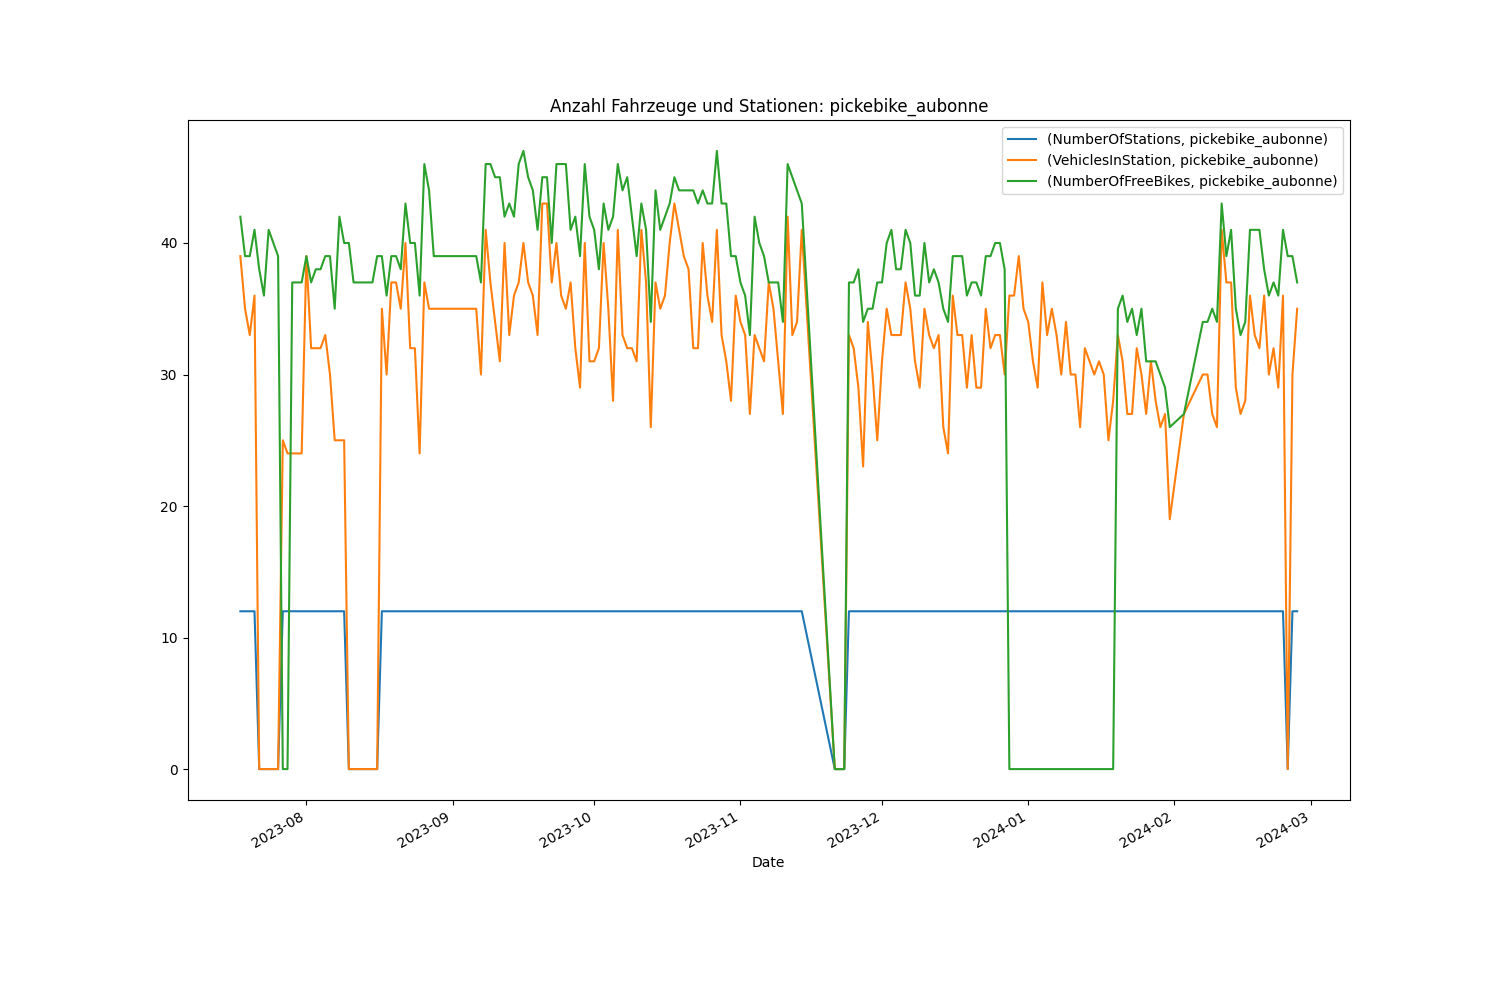 Anzahl Fahrzeuge und Stationen: pickebike_aubonne
(NumberOfStations, pickebike_aubonne)
(VehiclesInStation, pickebike_aubonne)
(NumberOfFreeBikes, pickebike_aubonne)
40
30
20
10
0
2023-08
2023-09
2023-10
2023-11
2023-12
2024-01
2024-02
2024-03
Date